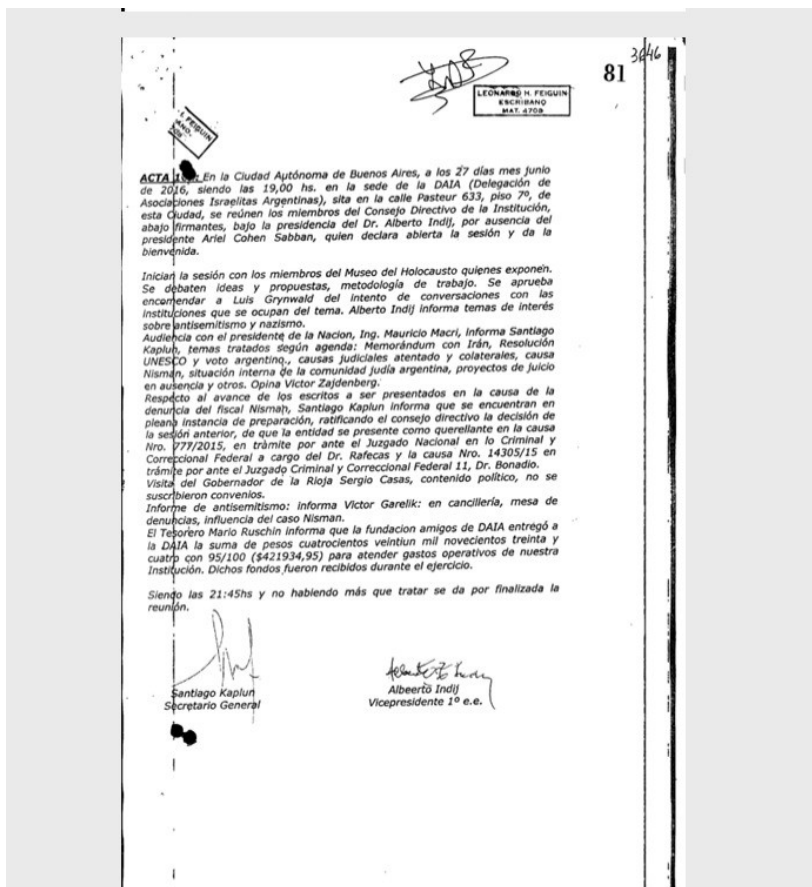 3646
81
LEONARDO H. FEIGUIN
ESCRIBANO
MAT. 4708
FEIGUIN
ACTA En la Ciudad Autónoma de Buenos Aires, a los 27 días mes junio
de 2016, siendo las 19,00 hs. en la sede de la DAIA (Delegación de
Asociaciones Israelitas Argentinas), sita en la calle Pasteur 633, piso 7º, de
esta Ciudad, se reúnen los miembros del Consejo Directivo de la Institución,
abajo firmantes, bajo la presidencia del Dr. Alberto Indij, por ausencia del
presidente Ariel Cohen Sabban, quien declara abierta la sesión y da la
bienvenida.
Inician la sesión con los miembros del Museo del Holocausto quienes exponen.
Se debaten ideas y propuestas, metodología de trabajo. Se aprueba
encomendar a Luis Grynwald del intento de conversaciones con las
instituciones que se ocupan del tema. Alberto Indij informa temas de interés
sobre antisemitismo y nazismo.
Audiencia con el presidente de la Nacion, Ing. Mauricio Macri, informa Santiago
Kaplun, temas tratados según agenda: Memorándum con Irán, Resolución
UNESCO y voto argentino., causas judiciales atentado y colaterales, causa
Nisman, situación interna de la comunidad judía argentina, proyectos de juicio
en ausencia y otros. Opina Victor Zajdenberg.
Respecto al avance de los escritos a ser presentados en la causa de la
denuncia del fiscal Nisman, Santiago Kaplun informa que se encuentran en
pleana instancia de preparación, ratificando el consejo directivo la decisión de
la sesión anterior, de que la entidad se presente como querellante en la causa
Nro. 777/2015, en tràmite por ante el Juzgado Nacional en lo Criminal y
Correccional Federal a cargo del Dr. Rafecas y la causa Nro. 14305/15 en
trámite por ante el Juzgado Criminal y Correccional Federal 11, Dr. Bonadio.
Visita del Gobernador de la Rioja Sergio Casas, contenido político, no se
suscribieron convenios.
Informe de antisemitismo: informa Victor Garelik: en cancillería, mesa de
denuncias, influencia del caso Nisman.
El Tesorero Mario Ruschin informa que la fundacion amigos de DAIA entregó a
la DAIA la suma de pesos cuatrocientos veintiun mil novecientos treinta y
cuatro con 95/100 ($421934,95) para atender gastos operativos de nuestra
Institución. Dichos fondos fueron recibidos durante el ejercicio.
Siendo las 21:45hs y no habiendo más que tratar se da por finalizada la
reunión.
Santiago Kaplun
Secretario General
Albeerto Indij
Vicepresidente 1º e.e.